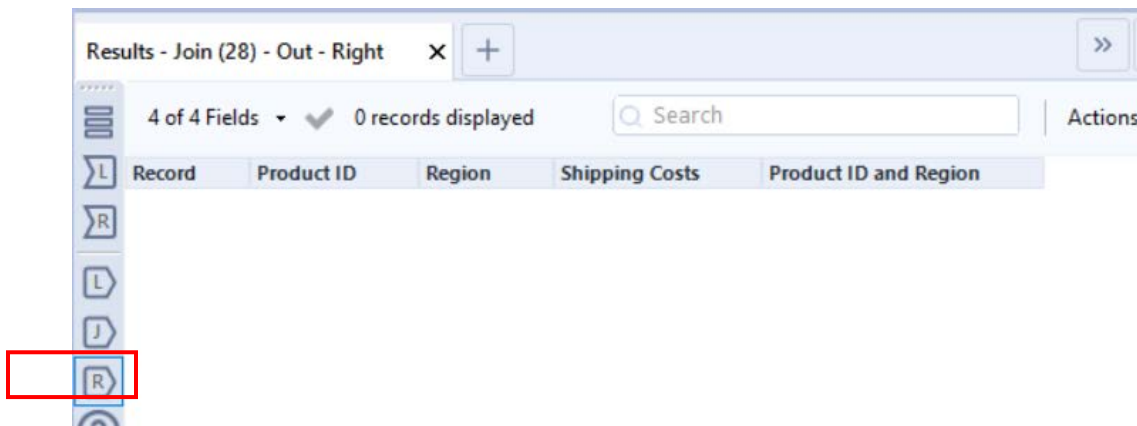 Results - Join (28) - Out - Right
4 of 4 Fields 0 records displayed Search Actions
L Record Product ID Region Shipping Costs Product ID and Region
R
L
J
R